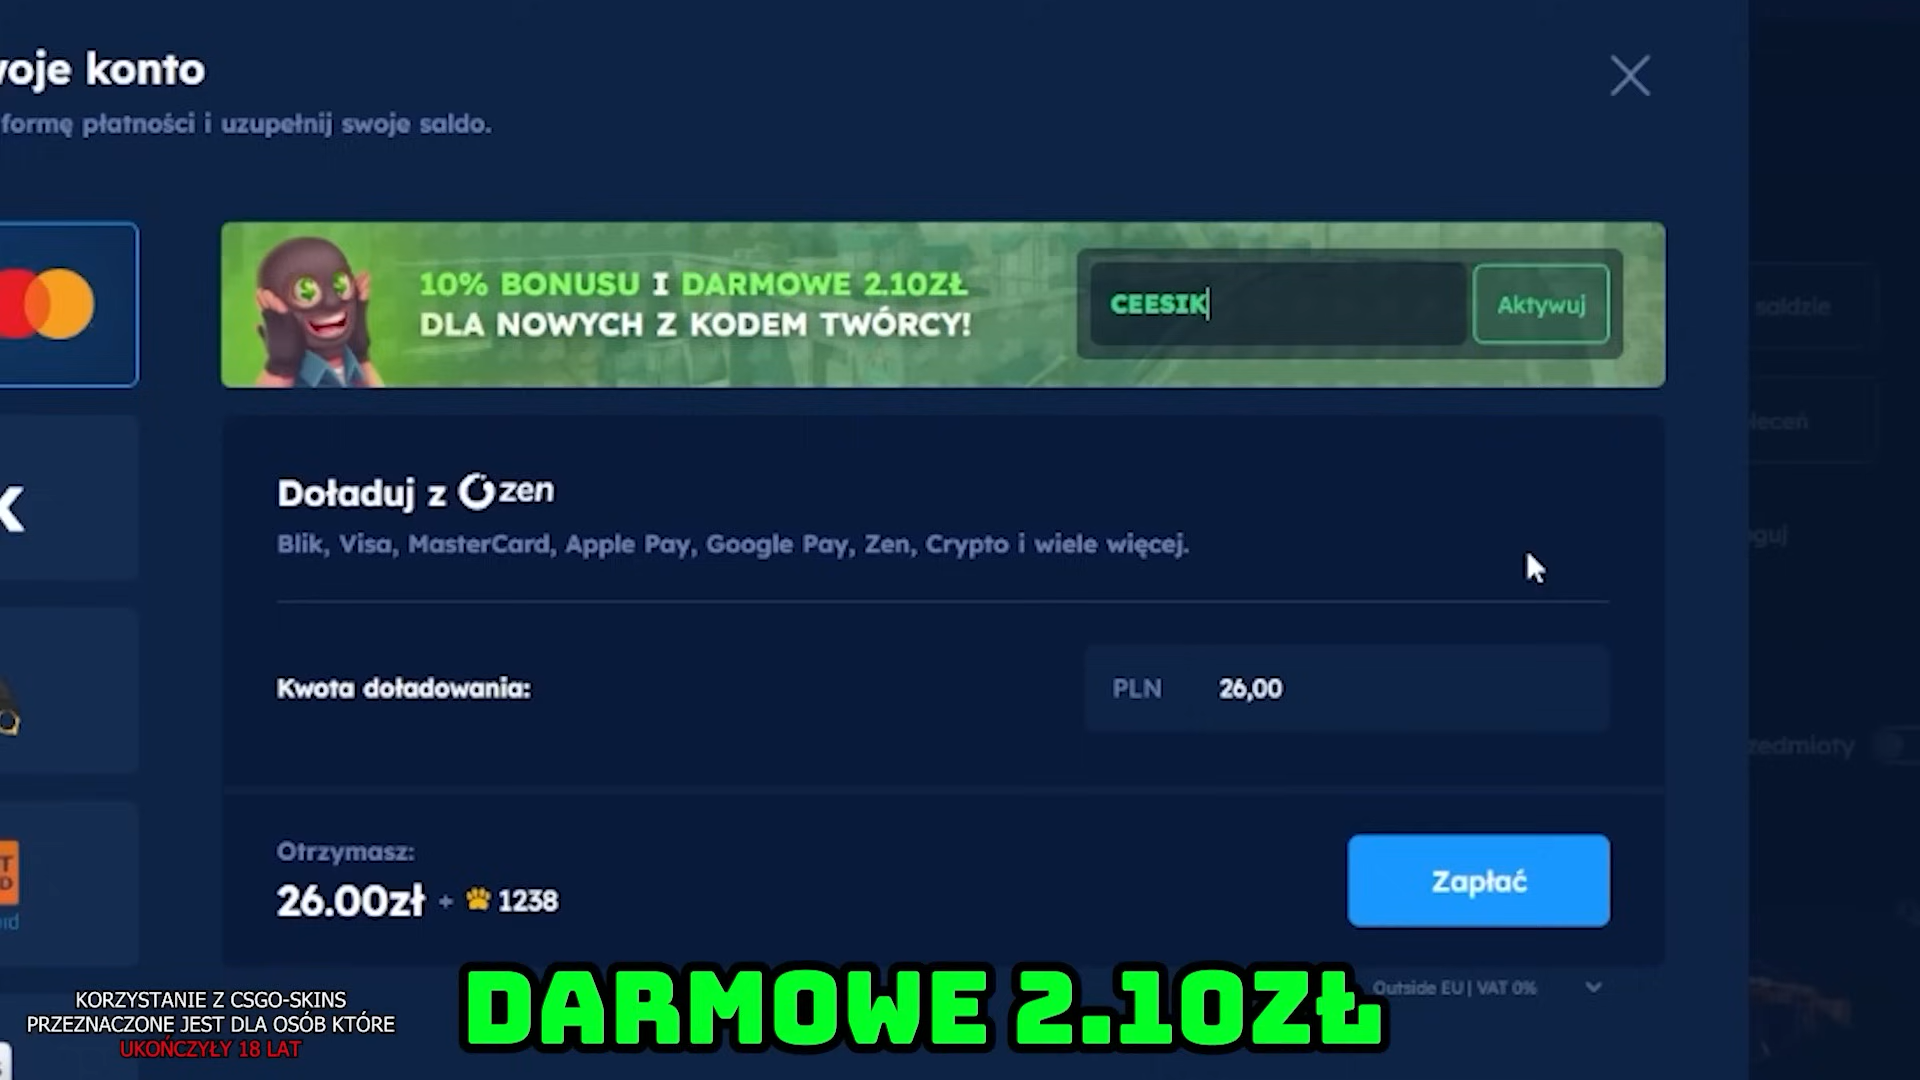 woje konto
formę płatności i uzupełnij swoje saldo.
10% BONUSU I DARMOWE 2.10ZŁ
DLA NOWYCH Z KODEM TWÓRCY!
CEESIK
Aktywuj
saldzie
Doładuj z zen
Blik, Visa, MasterCard, Apple Pay, Google Pay, Zen, Crypto i wiele więcej.
Kwota doładowania:
PLN 26,00
Otrzymasz:
26.00zł + 1238
Zapłać
Outside EU | VAT 0%
DARMOWE 2.10ZŁ
KORZYSTANIE Z CSGO-SKINS
PRZEZNACZONE JEST DLA OSÓB KTÓRE
UKOŃCZYŁY 18 LAT